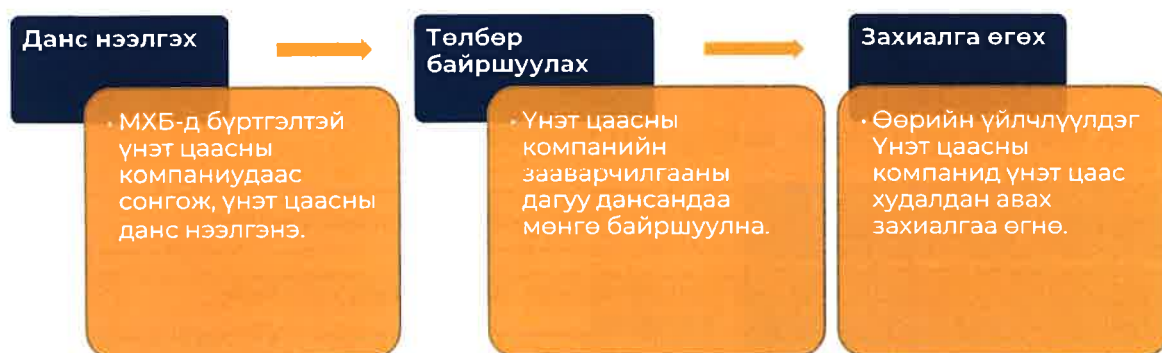 Данс нээлгэх
· МХБ-д бүртгэлтэй
үнэт цаасны
компаниудаас
сонгож, үнэт цаасны
данс нээлгэнэ.
Төлбөр
байршуулах
· Үнэт цаасны
компанийн
зааварчилгааны
дагуу дансандаа
мөнгө байршуулна.
Захиалга өгөх
· Өөрийн үйлчлүүлдэг
Үнэт цаасны
компанид үнэт цаас
худалдан авах
захиалгаа өгнө.